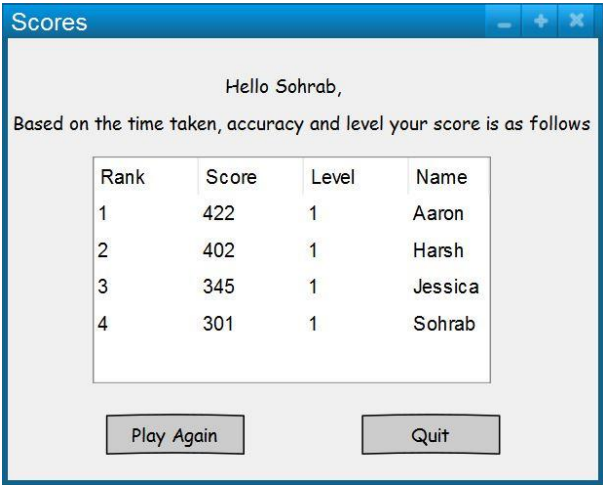 Scores
Hello Sohrab,
Based on the time taken, accuracy and level your score is as follows
Rank Score Level Name
1 422 1 Aaron
2 402 1 Harsh
3 345 1 Jessica
4 301 1 Sohrab
Play Again Quit